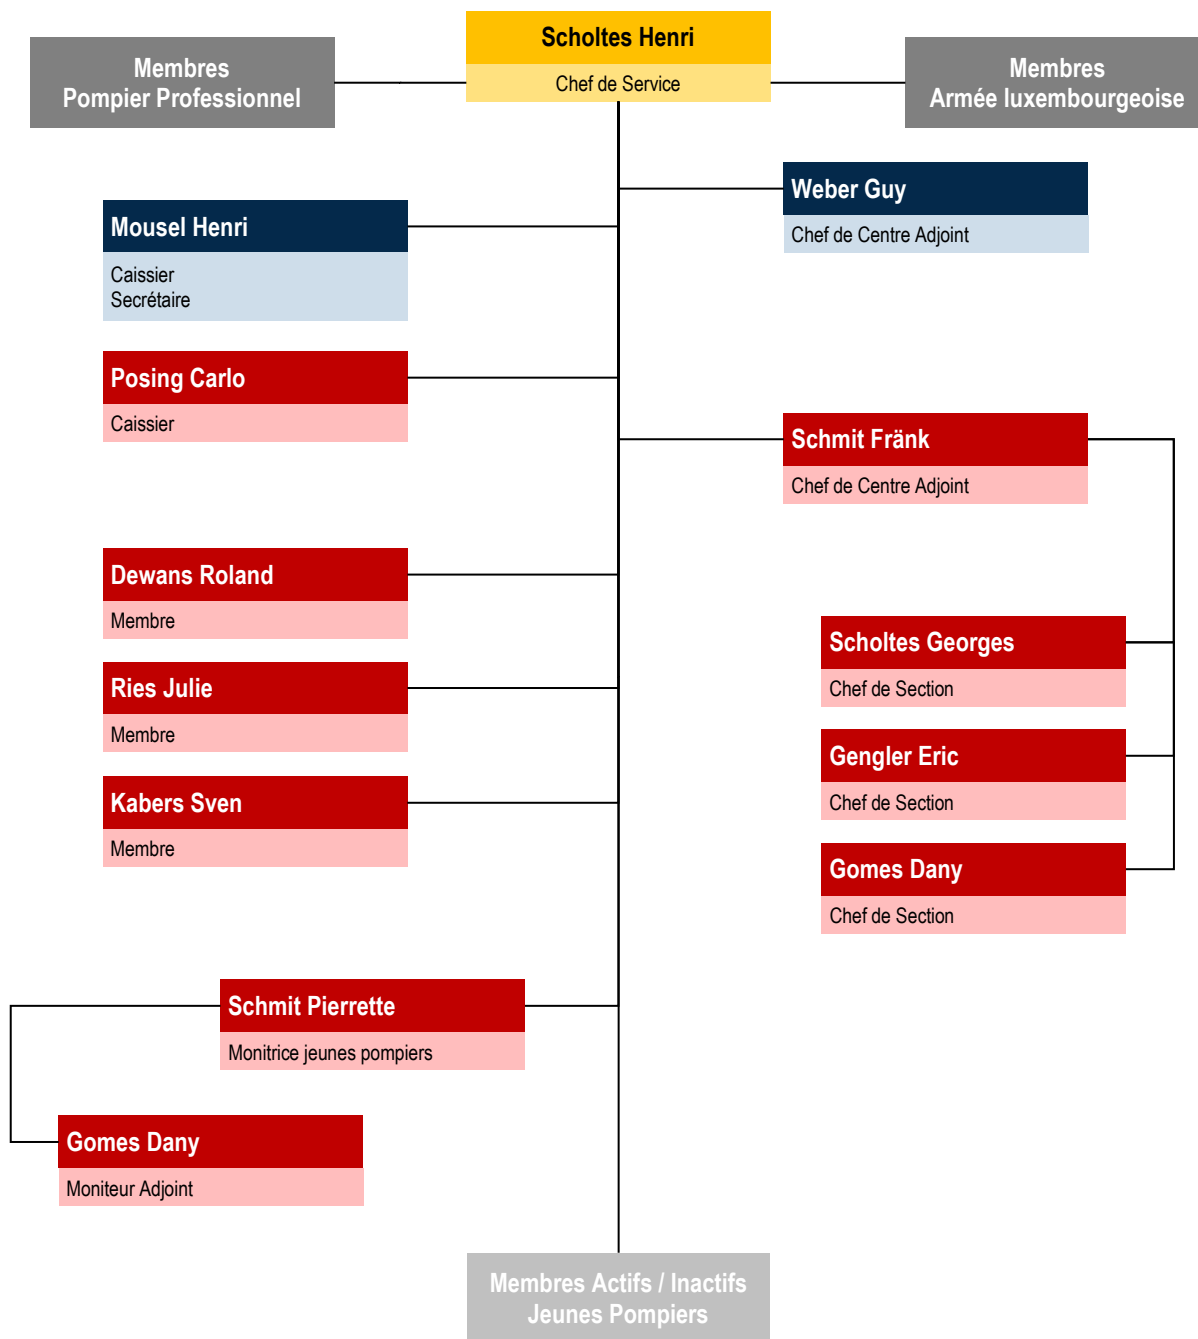 Scholtes Henri
Chef de Service
Membres
Pompier Professionnel
Membres
Armée luxembourgeoise
Weber Guy
Chef de Centre Adjoint
Mousel Henri
Caissier
Secrétaire
Posing Carlo
Caissier
Schmit Fränk
Chef de Centre Adjoint
Dewans Roland
Membre
Scholtes Georges
Chef de Section
Ries Julie
Membre
Gengler Eric
Chef de Section
Kabers Sven
Membre
Gomes Dany
Chef de Section
Schmit Pierrette
Monitrice jeunes pompiers
Gomes Dany
Moniteur Adjoint
Membres Actifs / Inactifs
Jeunes Pompiers